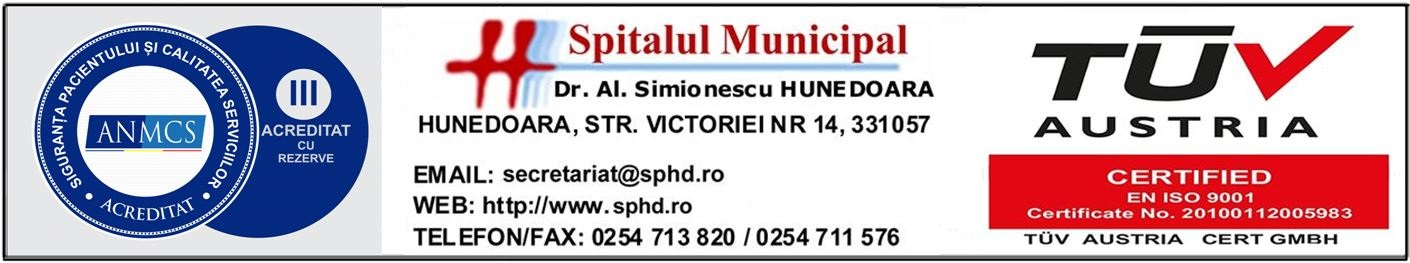 SIGURANȚA PACIENTULUI ȘI CALITATEA SERVICIILOR
ANMCS
• ACREDITAT •
III
ACREDITAT
CU
REZERVE
Spitalul Municipal
Dr. Al. Simionescu HUNEDOARA
HUNEDOARA, STR. VICTORIEI NR 14, 331057
EMAIL: secretariat@sphd.ro
WEB: http://www.sphd.ro
TELEFON/FAX: 0254 713 820 / 0254 711 576
TÜV
AUSTRIA
CERTIFIED
EN ISO 9001
Certificate No. 20100112005983
TÜV AUSTRIA CERT GMBH